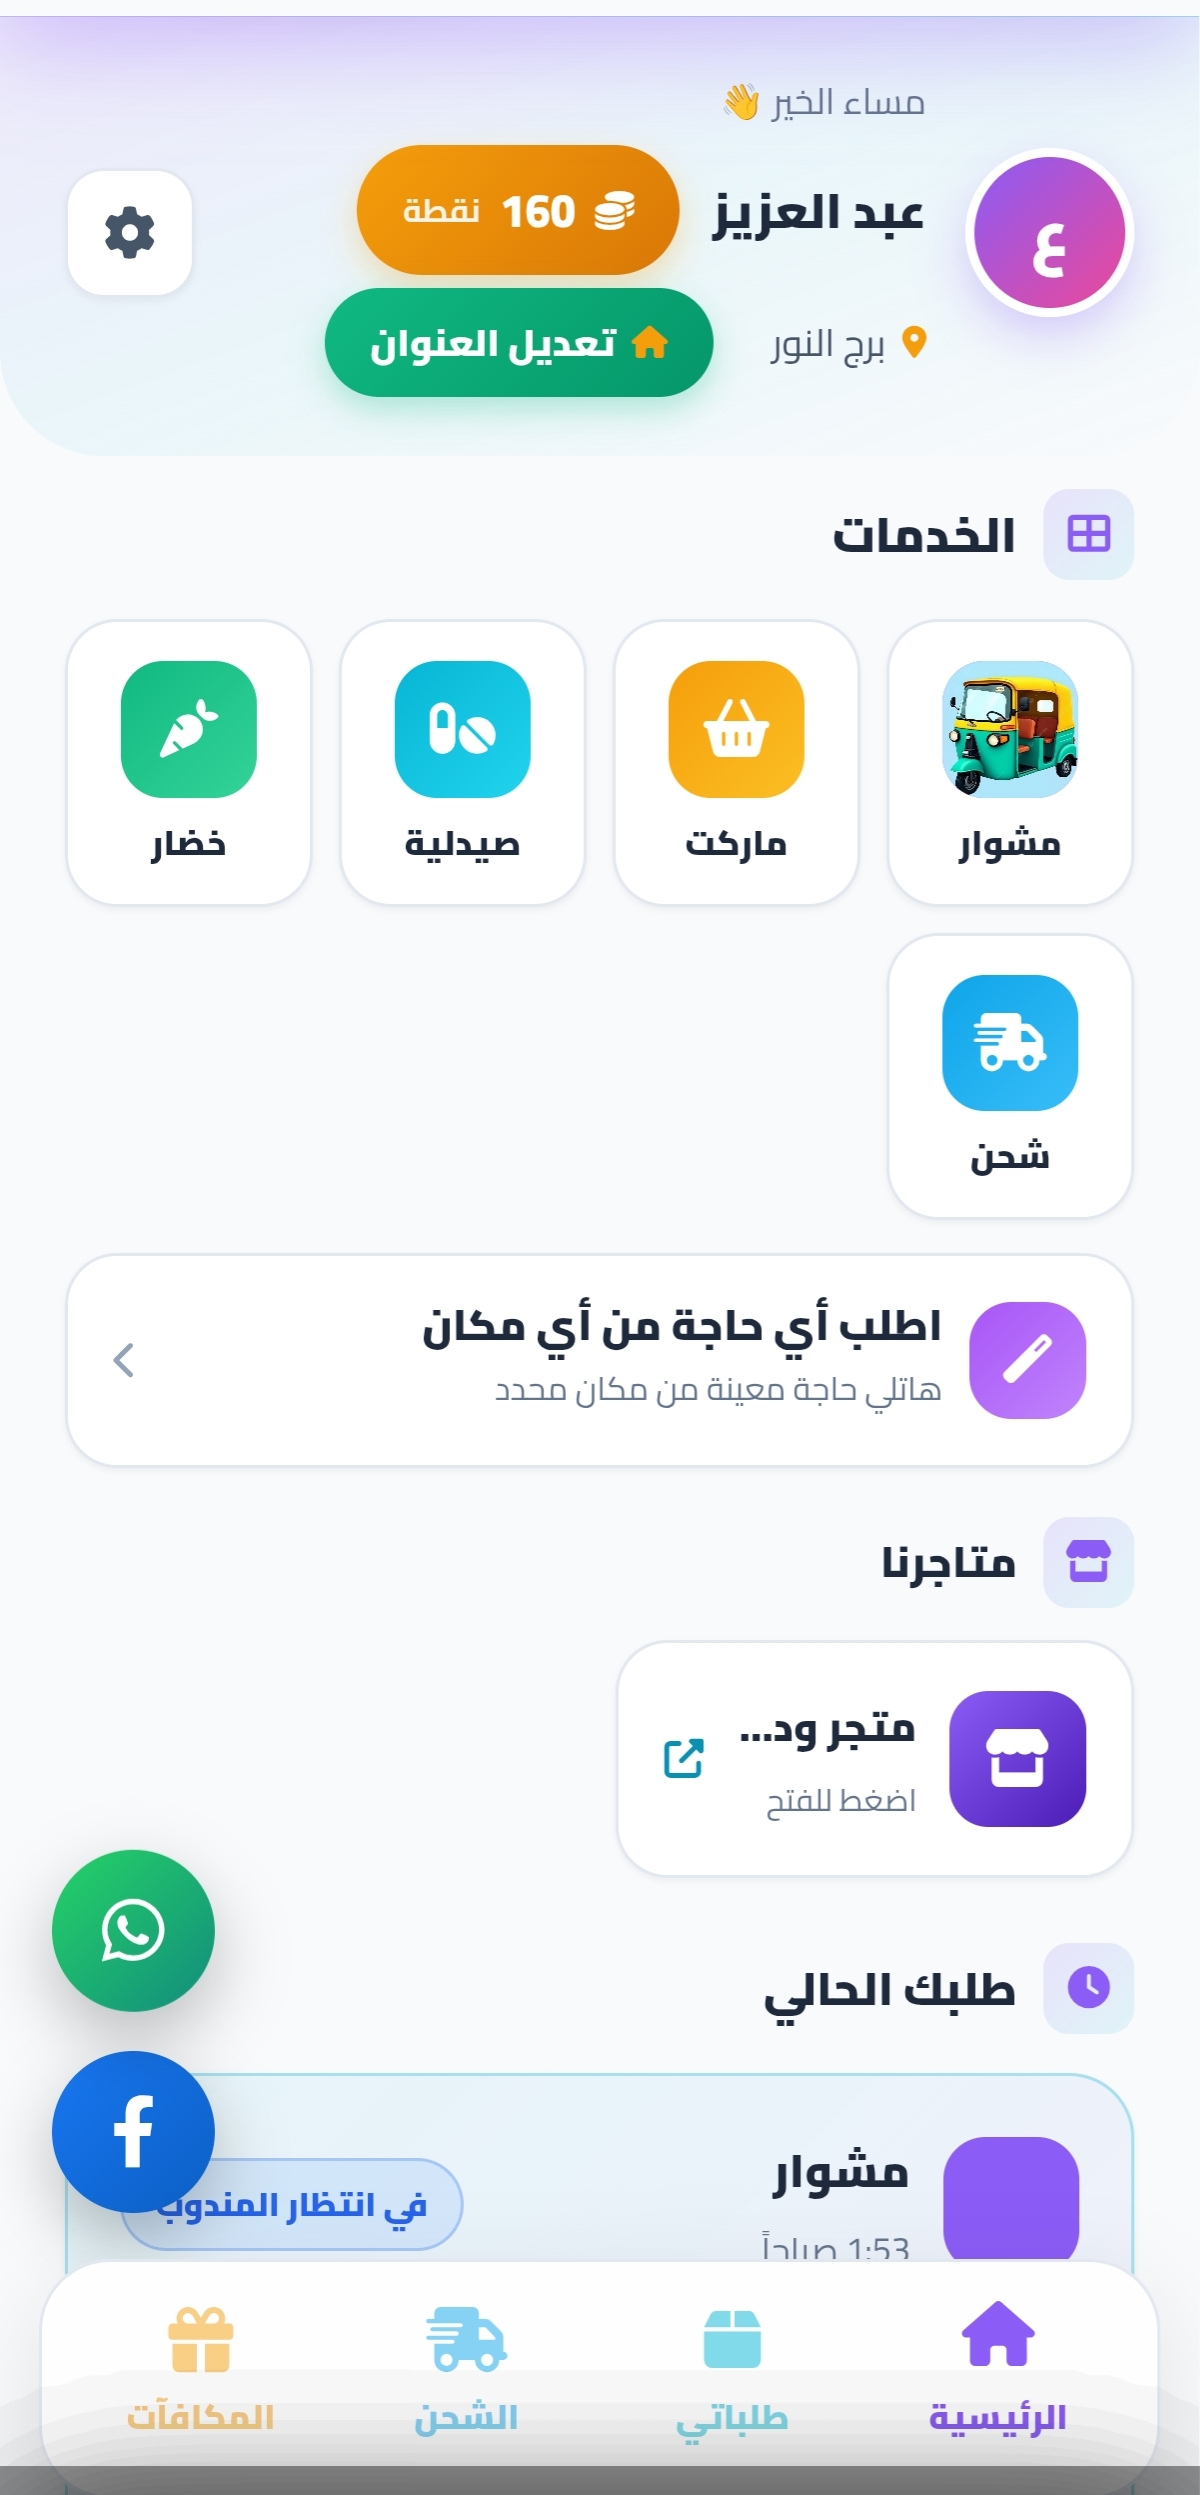 مساء الخير 👋
ع
عبد العزيز
160 نقطة
برج النور
تعديل العنوان
الخدمات
مشوار
ماركت
صيدلية
خضار
شحن
اطلب أي حاجة من أي مكان
هاتلي حاجة معينة من مكان محدد
متاجرنا
متجر ود...
اضغط للفتح
طلبك الحالي
مشوار
في انتظار المندوب
1:53 صباحاً
الرئيسية
طلباتي
الشحن
المكافآت